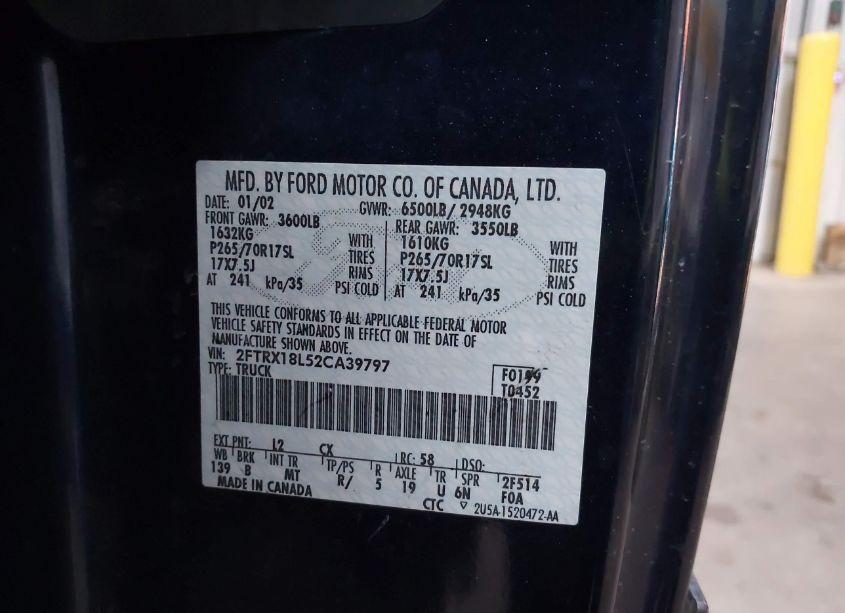 MFD. BY FORD MOTOR CO. OF CANADA, LTD.
DATE: 01/02 GVWR: 6500LB/ 2948KG
FRONT GAWR: 3600LB REAR GAWR: 3550LB
1632KG WITH 1610KG WITH
P265/70R17SL TIRES P265/70R17SL TIRES
17X7.5J RIMS 17X7.5J RIMS
AT 241 kPa/35 PSI COLD AT 241 kPa/35 PSI COLD
THIS VEHICLE CONFORMS TO ALL APPLICABLE FEDERAL MOTOR
VEHICLE SAFETY STANDARDS IN EFFECT ON THE DATE OF
MANUFACTURE SHOWN ABOVE.
VIN: 2FTRX18L52CA39797
TYPE: TRUCK
F0199
T0452
EXT PNT: L2 CX RC: 58 DSO:
WB BRK INT TR TP/PS R AXLE TR SPR 2F514
139 B MT R/ 5 19 U 6N FOA
MADE IN CANADA CTC ▽ 2U5A-1520472-AA